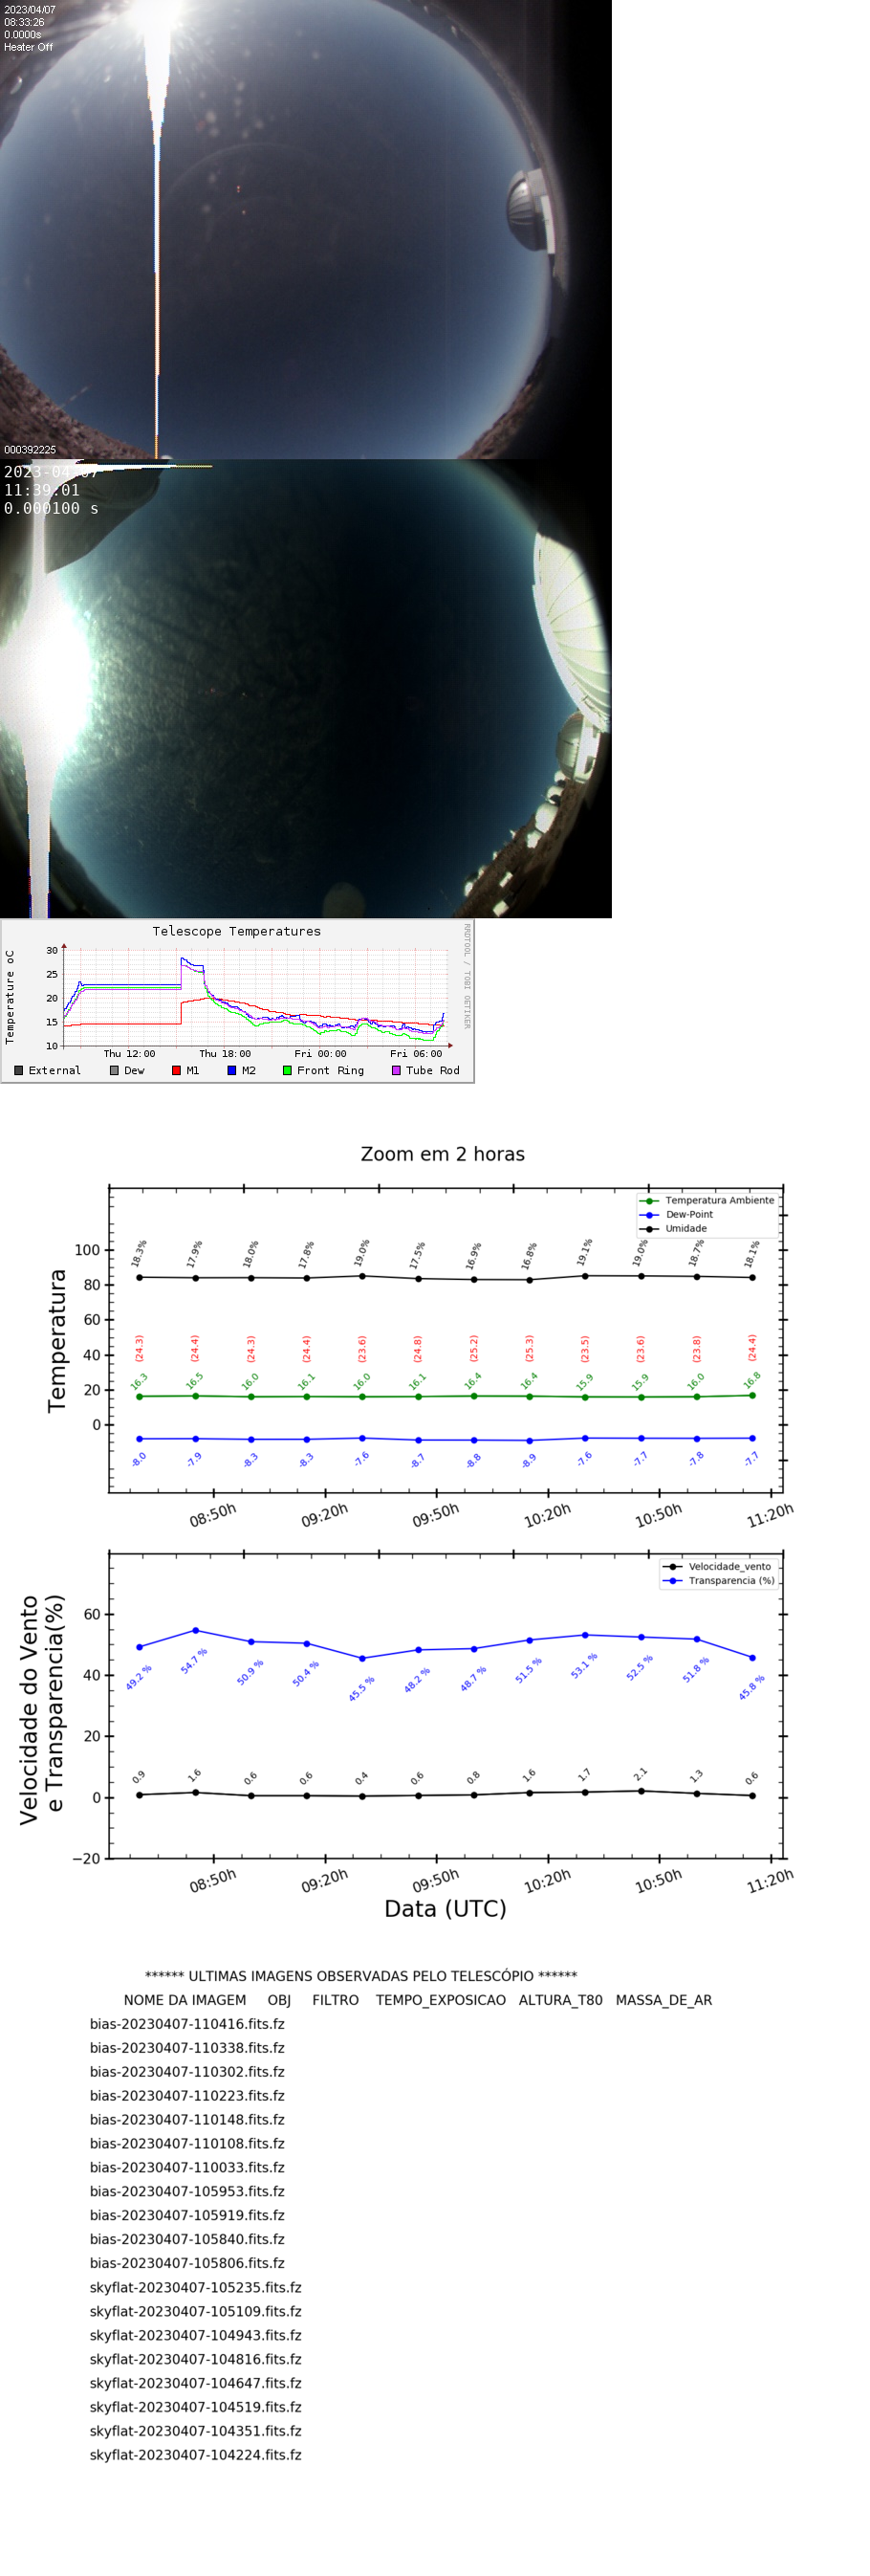 2023/04/07
08:33:26
0.0000s
Heater Off
000392225
2023-04-07
11:39:01
0.000100 s
Telescope Temperatures
RRDTOOL / TOBI OETIKER
Temperature oC
30
25
20
15
10
Thu 12:00 Thu 18:00 Fri 00:00 Fri 06:00
External Dew M1 M2 Front Ring Tube Rod
Zoom em 2 horas
Temperatura Ambiente
Dew-Point
Umidade
Temperatura
100
80
60
40
20
0
18.3% 17.9% 18.0% 17.8% 19.0% 17.5% 16.9% 16.8% 19.1% 19.0% 18.7% 18.1%
(24.3) (24.4) (24.3) (24.4) (23.6) (24.8) (25.2) (25.3) (23.5) (23.6) (23.8) (24.4)
16.3 16.5 16.0 16.1 16.0 16.1 16.4 16.4 15.9 15.9 16.0 16.8
-8.0 -7.9 -8.3 -8.3 -7.6 -8.7 -8.8 -8.9 -7.6 -7.7 -7.8 -7.7
08:50h 09:20h 09:50h 10:20h 10:50h 11:20h
Velocidade_vento
Transparencia (%)
Velocidade do Vento
e Transparencia(%)
60
40
20
0
−20
49.2 % 54.7 % 50.9 % 50.4 % 45.5 % 48.2 % 48.7 % 51.5 % 53.1 % 52.5 % 51.8 % 45.8 %
0.9 1.6 0.6 0.6 0.4 0.6 0.8 1.6 1.7 2.1 1.3 0.6
08:50h 09:20h 09:50h 10:20h 10:50h 11:20h
Data (UTC)
****** ULTIMAS IMAGENS OBSERVADAS PELO TELESCÓPIO ******
NOME DA IMAGEM OBJ FILTRO TEMPO_EXPOSICAO ALTURA_T80 MASSA_DE_AR
bias-20230407-110416.fits.fz
bias-20230407-110338.fits.fz
bias-20230407-110302.fits.fz
bias-20230407-110223.fits.fz
bias-20230407-110148.fits.fz
bias-20230407-110108.fits.fz
bias-20230407-110033.fits.fz
bias-20230407-105953.fits.fz
bias-20230407-105919.fits.fz
bias-20230407-105840.fits.fz
bias-20230407-105806.fits.fz
skyflat-20230407-105235.fits.fz
skyflat-20230407-105109.fits.fz
skyflat-20230407-104943.fits.fz
skyflat-20230407-104816.fits.fz
skyflat-20230407-104647.fits.fz
skyflat-20230407-104519.fits.fz
skyflat-20230407-104351.fits.fz
skyflat-20230407-104224.fits.fz